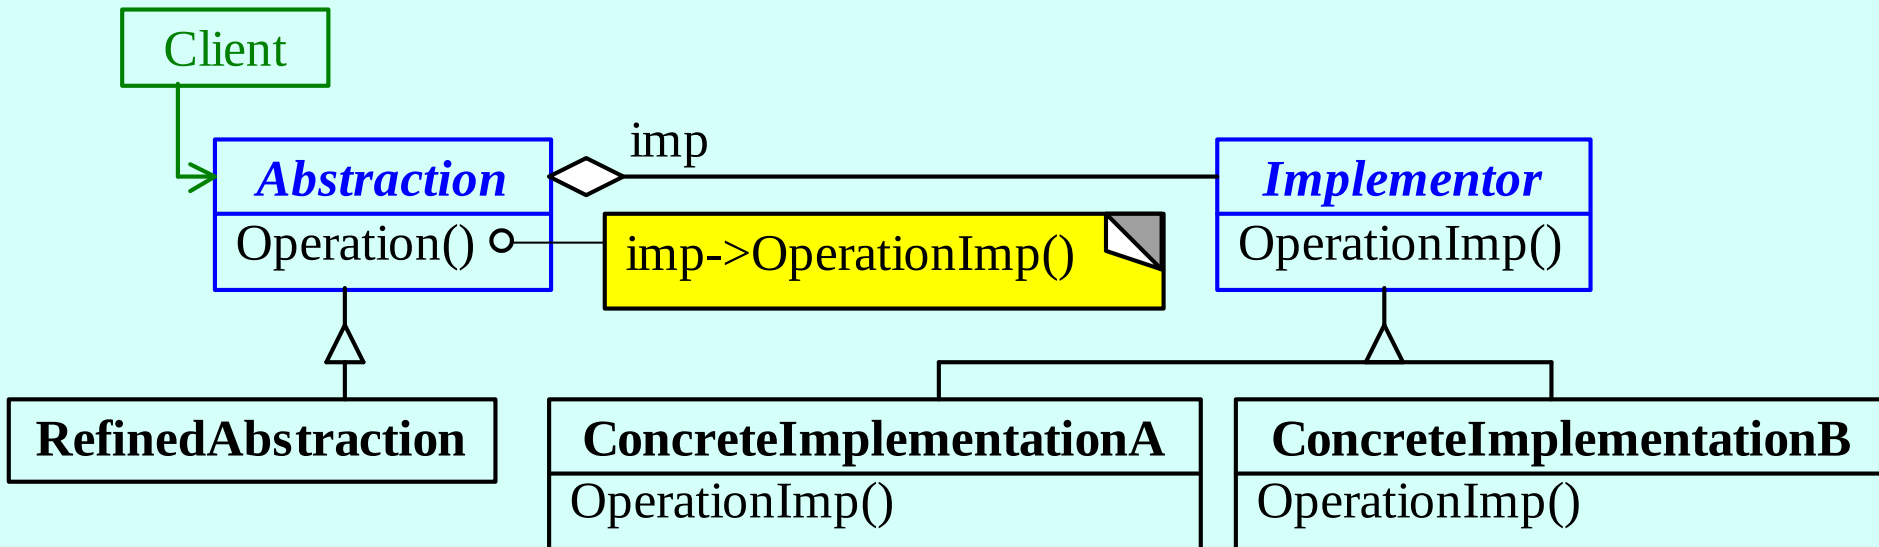 Client
imp
Abstraction
Implementor
Operation()
imp->OperationImp()
OperationImp()
RefinedAbstraction
ConcreteImplementationA
ConcreteImplementationB
OperationImp()
OperationImp()